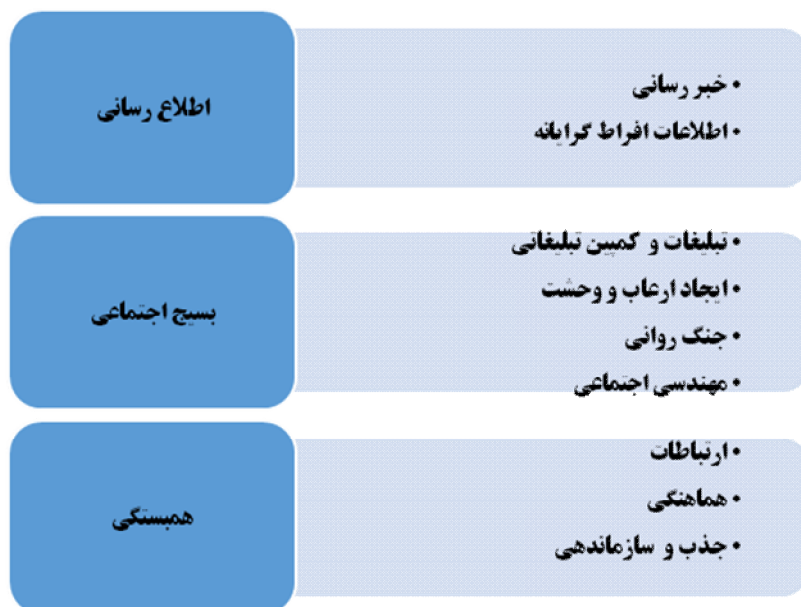 اطلاع رسانی
• خبر رسانی
• اطلاعات افراط گرایانه
بسیج اجتماعی
• تبلیغات و کمپین تبلیغاتی
• ایجاد ارعاب و وحشت
• جنگ روانی
• مهندسی اجتماعی
همبستگی
• ارتباطات
• هماهنگی
• جذب و سازماندهی